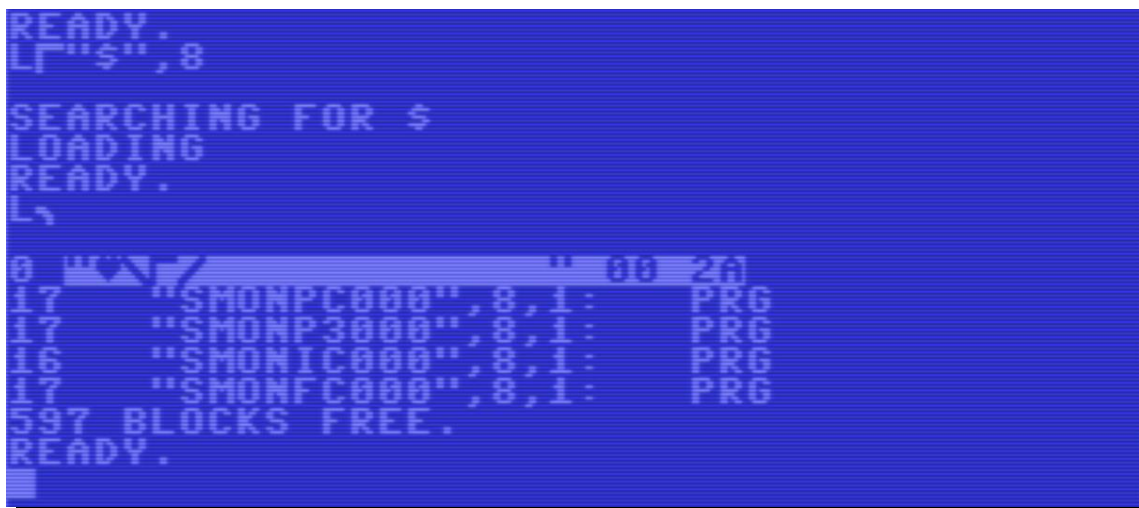 READY.
L┌"$",8
SEARCHING FOR $
LOADING
READY.
L╮
0 "♥╲┌╱                " 00 2A
17 "SMONPC000",8,1: PRG
17 "SMONP3000",8,1: PRG
16 "SMONIC000",8,1: PRG
17 "SMONFC000",8,1: PRG
597 BLOCKS FREE.
READY.